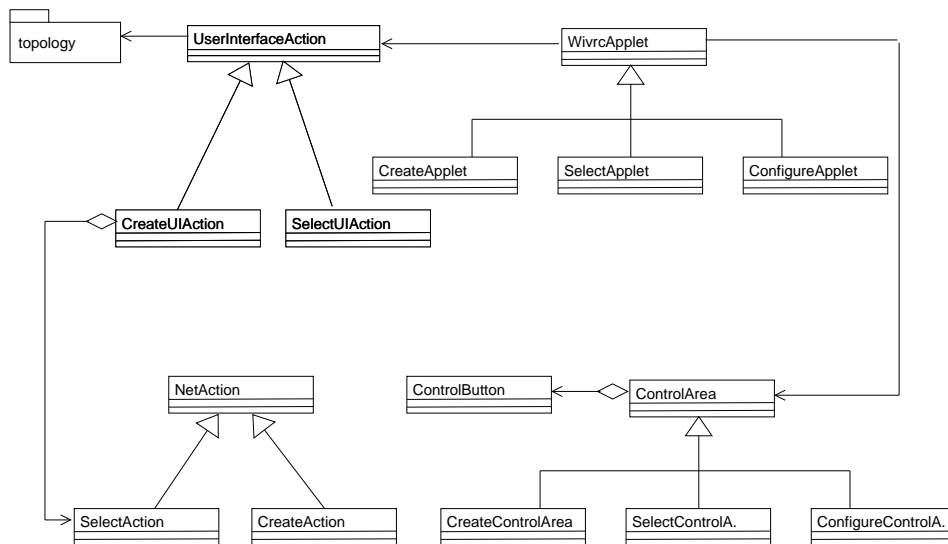 topology
UserInterfaceAction
WivrcApplet
CreateApplet
SelectApplet
ConfigureApplet
CreateUIAction
SelectUIAction
NetAction
ControlButton
ControlArea
SelectAction
CreateAction
CreateControlArea
SelectControlA.
ConfigureControlA.